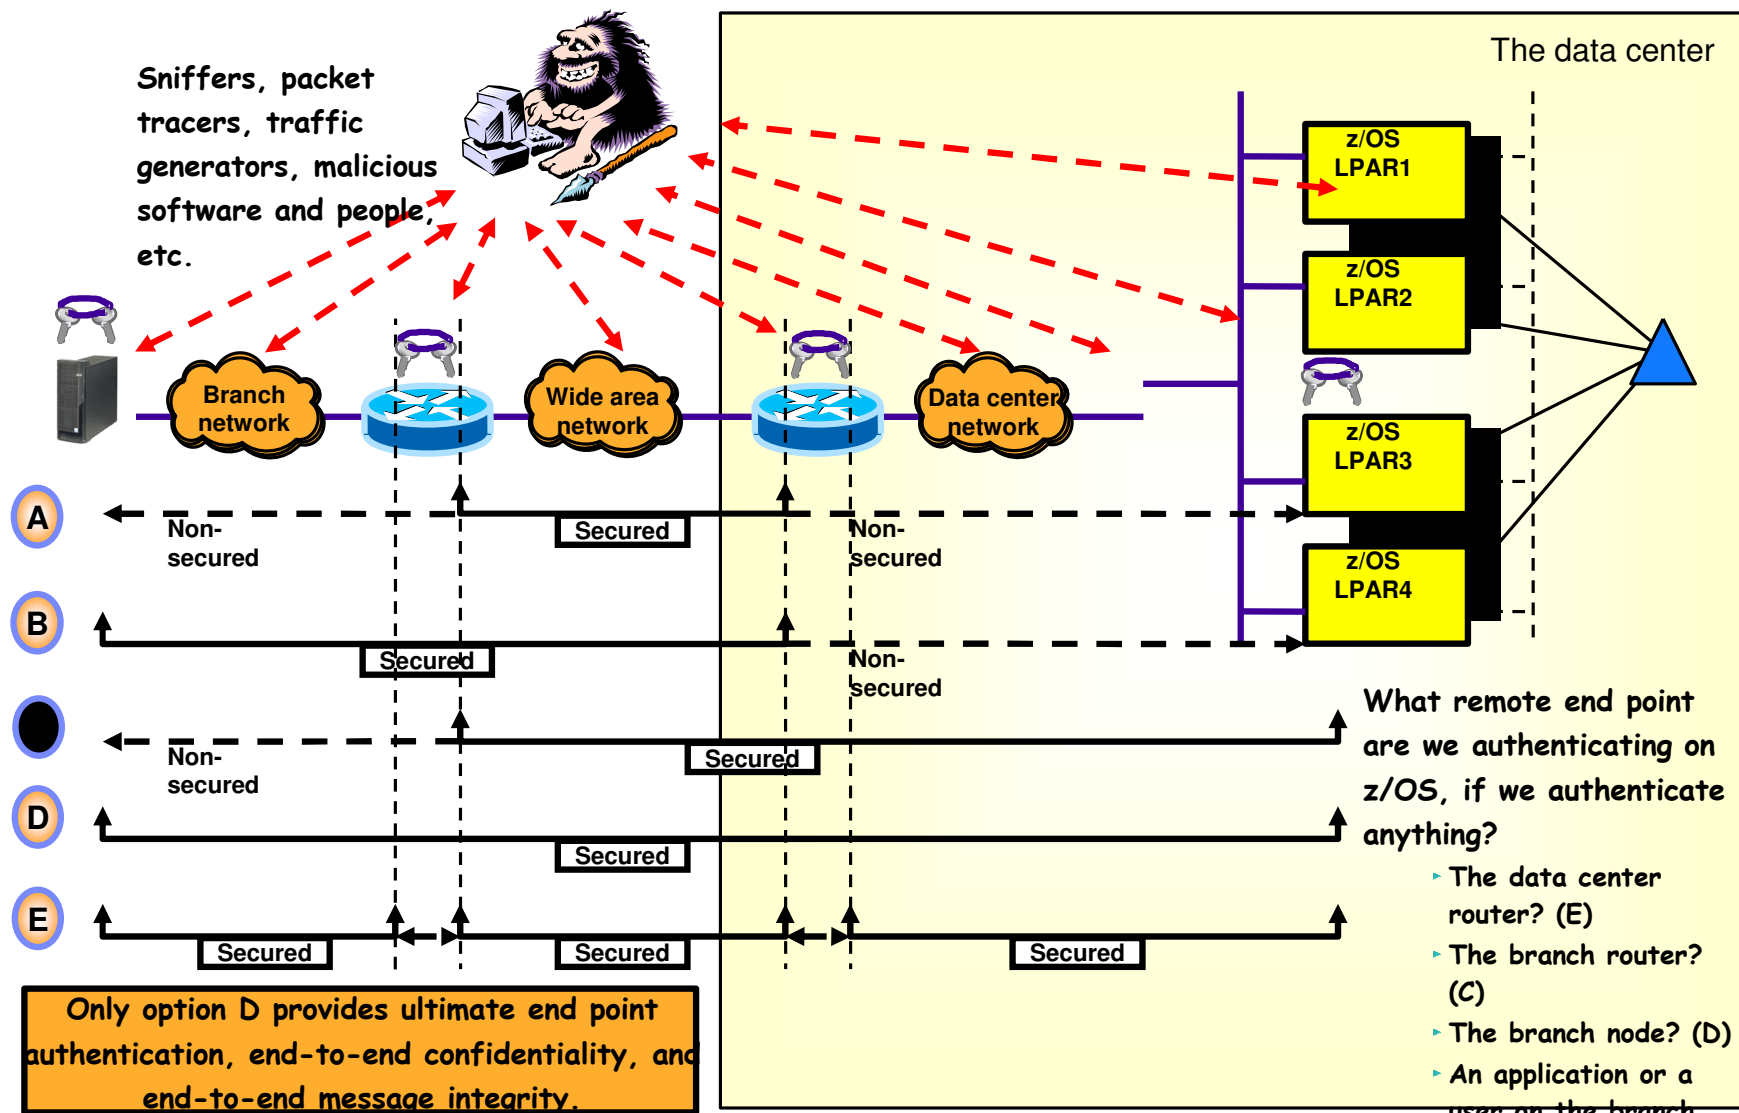 The data center
Sniffers, packet
tracers, traffic
generators, malicious
software and people,
etc.
z/OS
LPAR1
z/OS
LPAR2
z/OS
LPAR3
z/OS
LPAR4
Branch
network
Wide area
network
Data center
network
A
Non-
secured
Secured
Non-
secured
B
Secured
Non-
secured
Non-
secured
Secured
D
Secured
E
Secured
Secured
Secured
Only option D provides ultimate end point
authentication, end-to-end confidentiality, and
end-to-end message integrity.
What remote end point
are we authenticating on
z/OS, if we authenticate
anything?
The data center
router? (E)
The branch router?
(C)
The branch node? (D)
An application or a
user on the branch